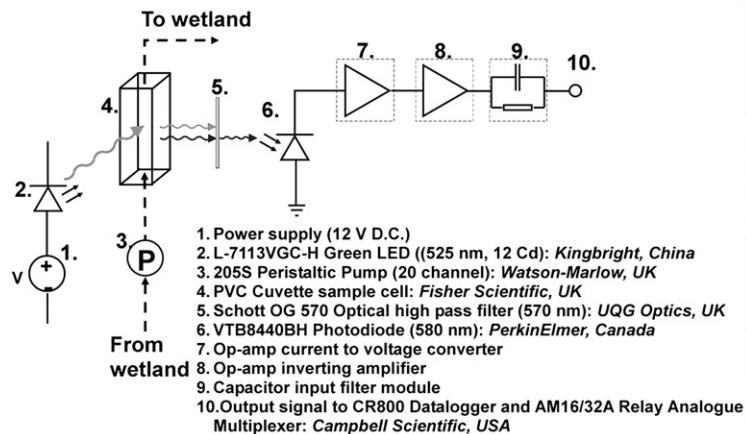 To wetland
7.
8.
9.
10.
4.
5.
6.
2.
1.
V
3.
P
From
wetland
1. Power supply (12 V D.C.)
2. L-7113VGC-H Green LED ((525 nm, 12 Cd): Kingbright, China
3. 205S Peristaltic Pump (20 channel): Watson-Marlow, UK
4. PVC Cuvette sample cell: Fisher Scientific, UK
5. Schott OG 570 Optical high pass filter (570 nm): UQG Optics, UK
6. VTB8440BH Photodiode (580 nm): PerkinElmer, Canada
7. Op-amp current to voltage converter
8. Op-amp inverting amplifier
9. Capacitor input filter module
10.Output signal to CR800 Datalogger and AM16/32A Relay Analogue
Multiplexer: Campbell Scientific, USA